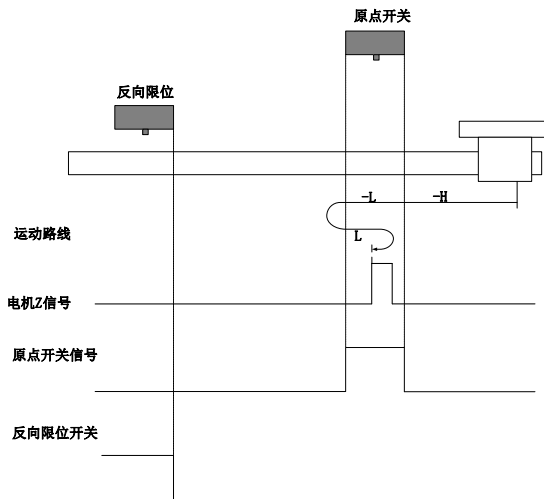 原点开关
反向限位
-L
-H
运动路线
L
电机Z信号
原点开关信号
反向限位开关